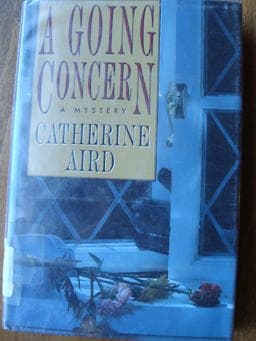 A GOING
CONCERN
A MYSTERY
CATHERINE
AIRD